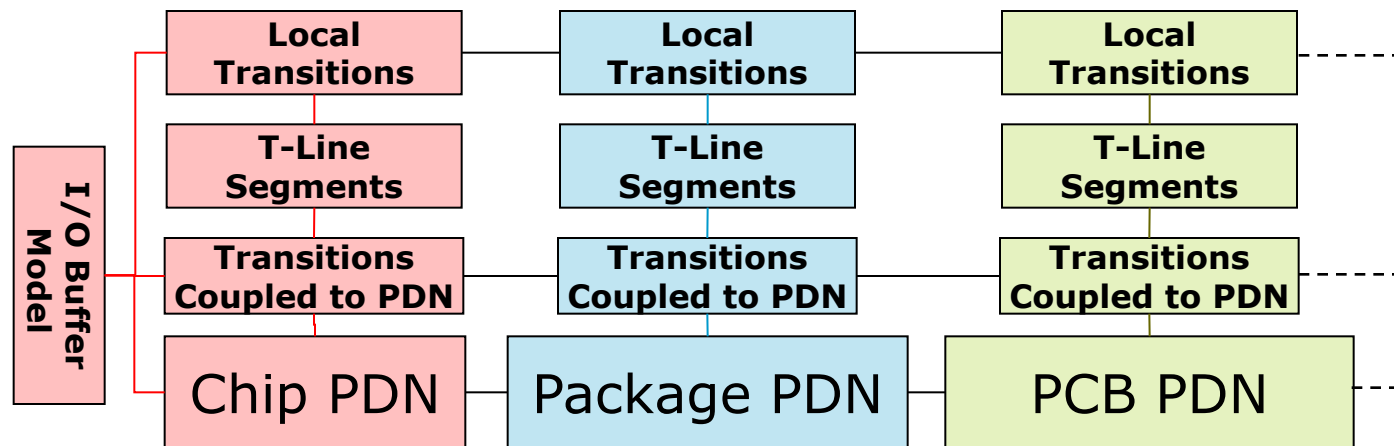 Local
Transitions
Local
Transitions
Local
Transitions
T-Line
Segments
T-Line
Segments
T-Line
Segments
I/O Buffer
Model
Transitions
Coupled to PDN
Transitions
Coupled to PDN
Transitions
Coupled to PDN
Chip PDN
Package PDN
PCB PDN